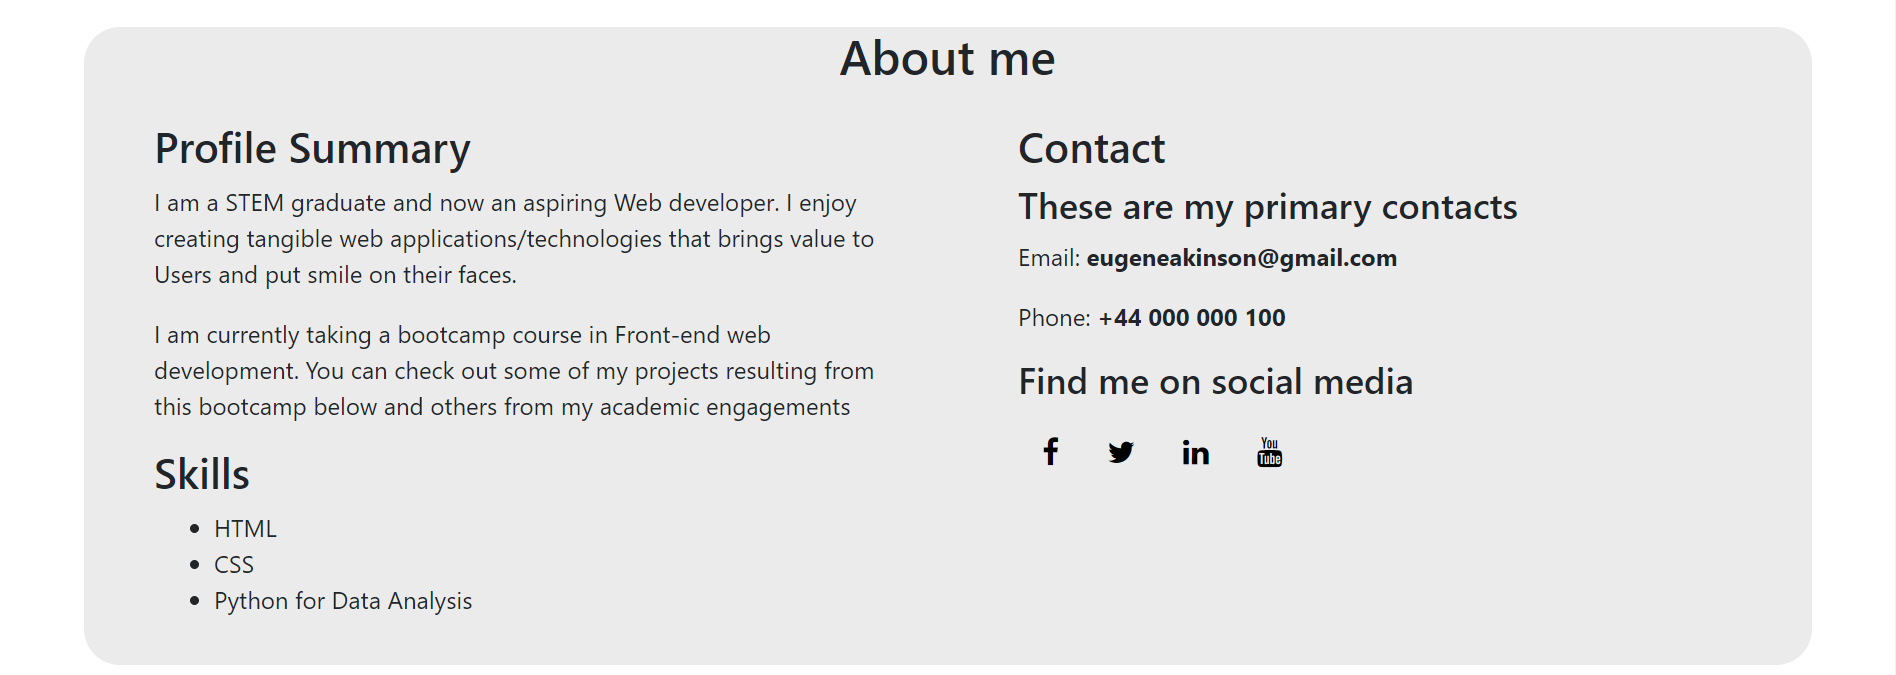 About me
Profile Summary
I am a STEM graduate and now an aspiring Web developer. I enjoy
creating tangible web applications/technologies that brings value to
Users and put smile on their faces.
I am currently taking a bootcamp course in Front-end web
development. You can check out some of my projects resulting from
this bootcamp below and others from my academic engagements
Skills
HTML
CSS
Python for Data Analysis
Contact
These are my primary contacts
Email: eugeneakinson@gmail.com
Phone: +44 000 000 100
Find me on social media
f in You
Tube